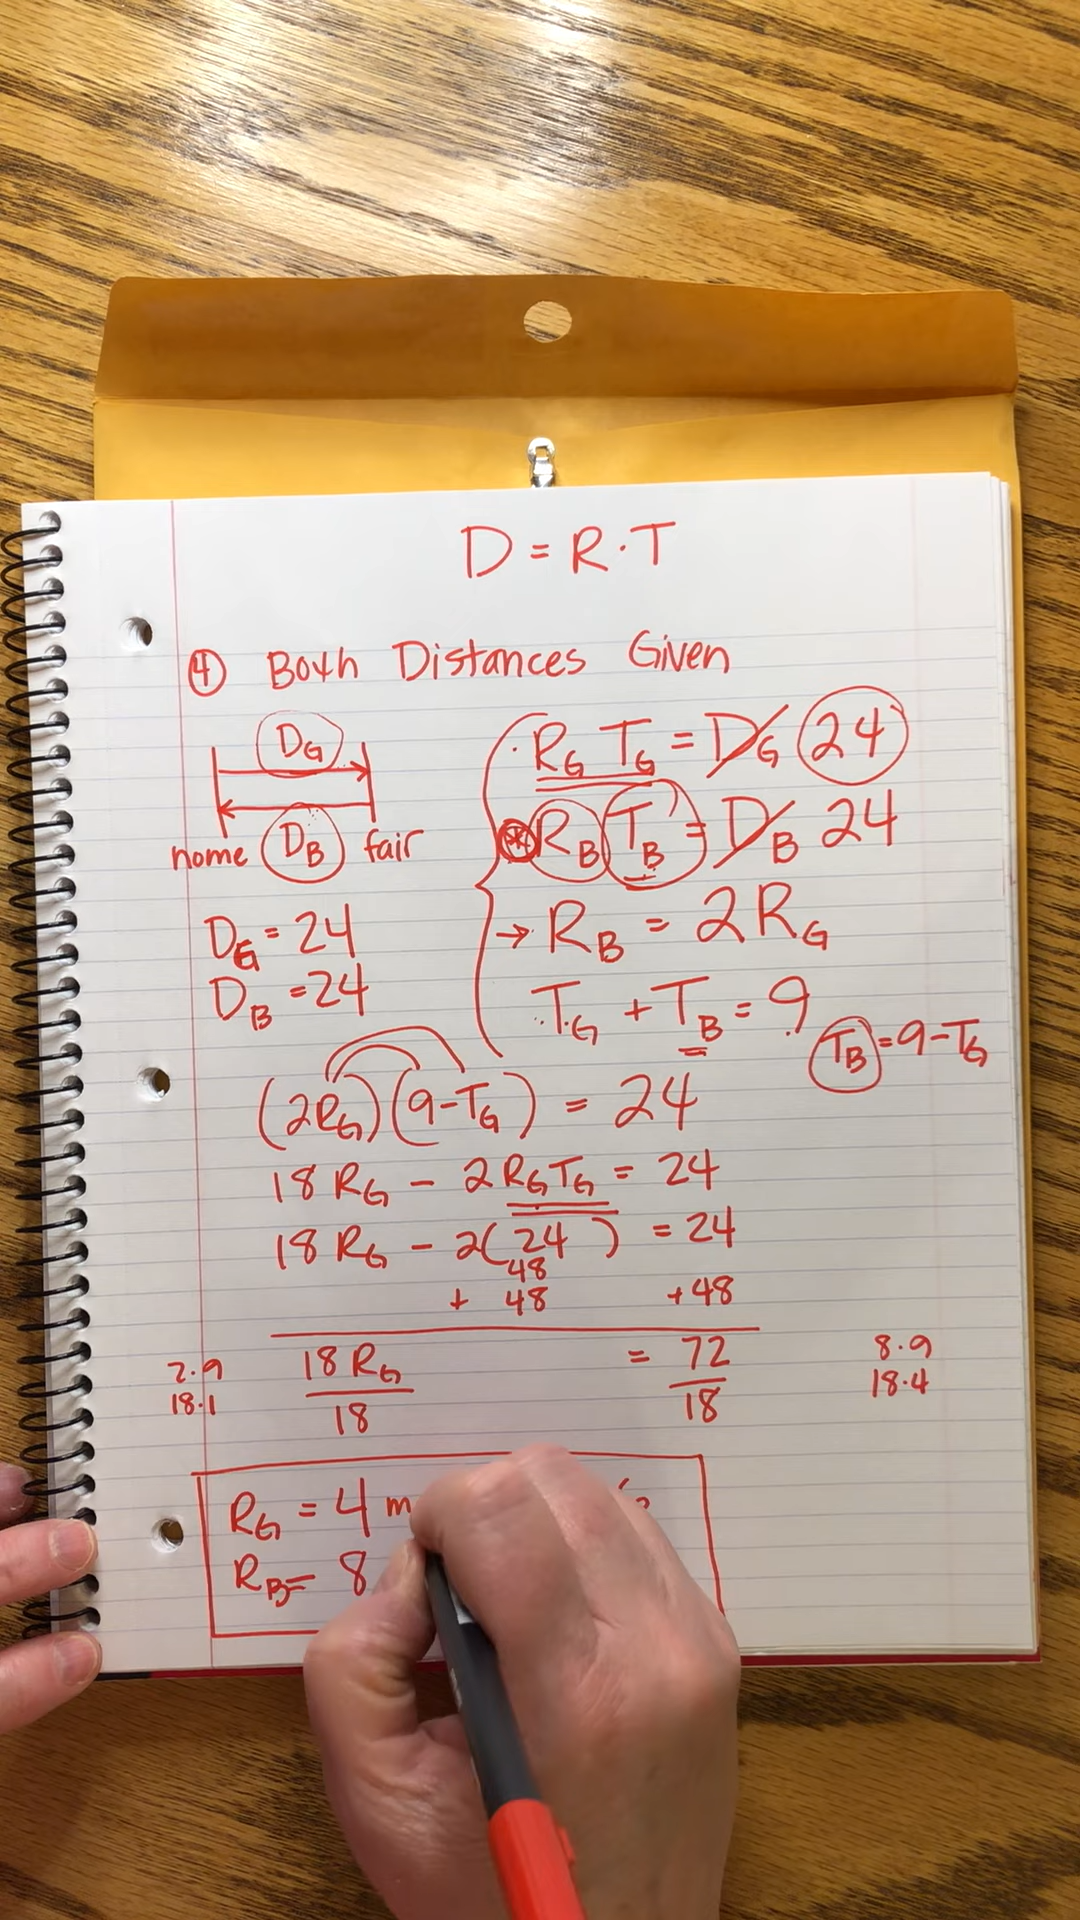 D = R · T
④ Both Distances Given
D_G
home D_B fair
D_G = 24
D_B = 24
R_G T_G = D_G 24
* R_B T_B = D_B 24
→ R_B = 2R_G
T_G + T_B = 9
T_B = 9 - T_G
(2R_G)(9 - T_G) = 24
18 R_G - 2 R_G T_G = 24
18 R_G - 2(24) = 24
48
+ 48 +48
2·9 18 R_G = 72 8·9
18·1 18 18 18·4
R_G = 4
R_B = 8